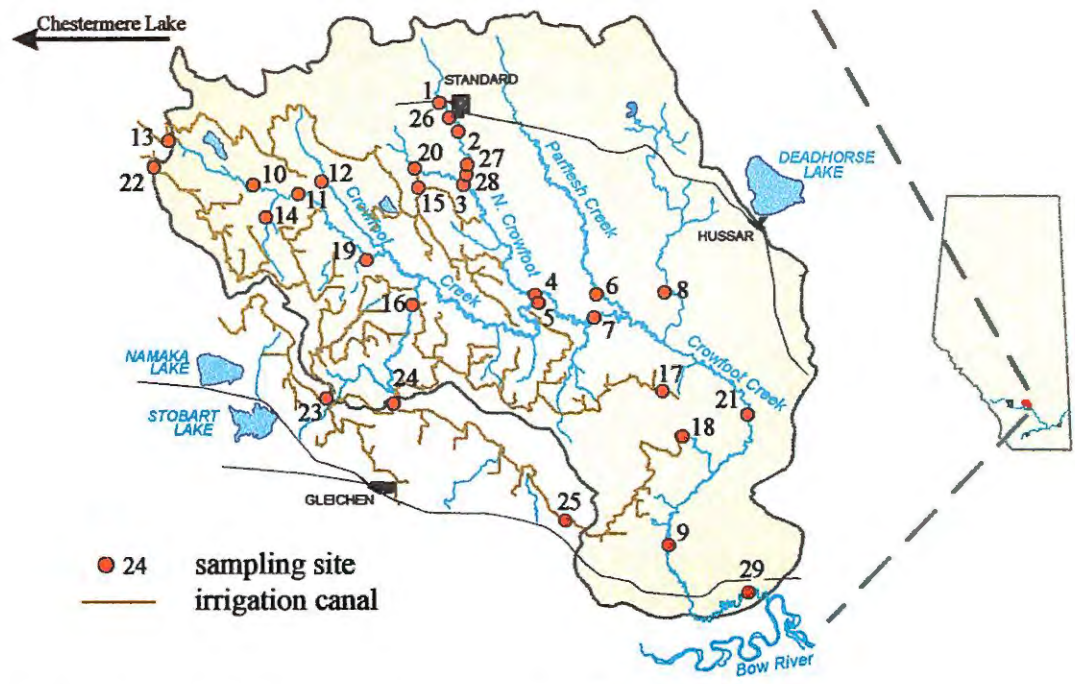 Chestermere Lake
STANDARD
1
26
2
13
22
10
12
11
14
20
15
27
28
3
N. Crowfoot
Parflesh Creek
DEADHORSE
LAKE
HUSSAR
Crowfoot
Creek
19
16
4
5
6
7
8
Crowfoot Creek
NAMAKA
LAKE
STOBART
LAKE
23
24
17
18
21
GLEICHEN
25
9
29
24 sampling site
irrigation canal
Bow River